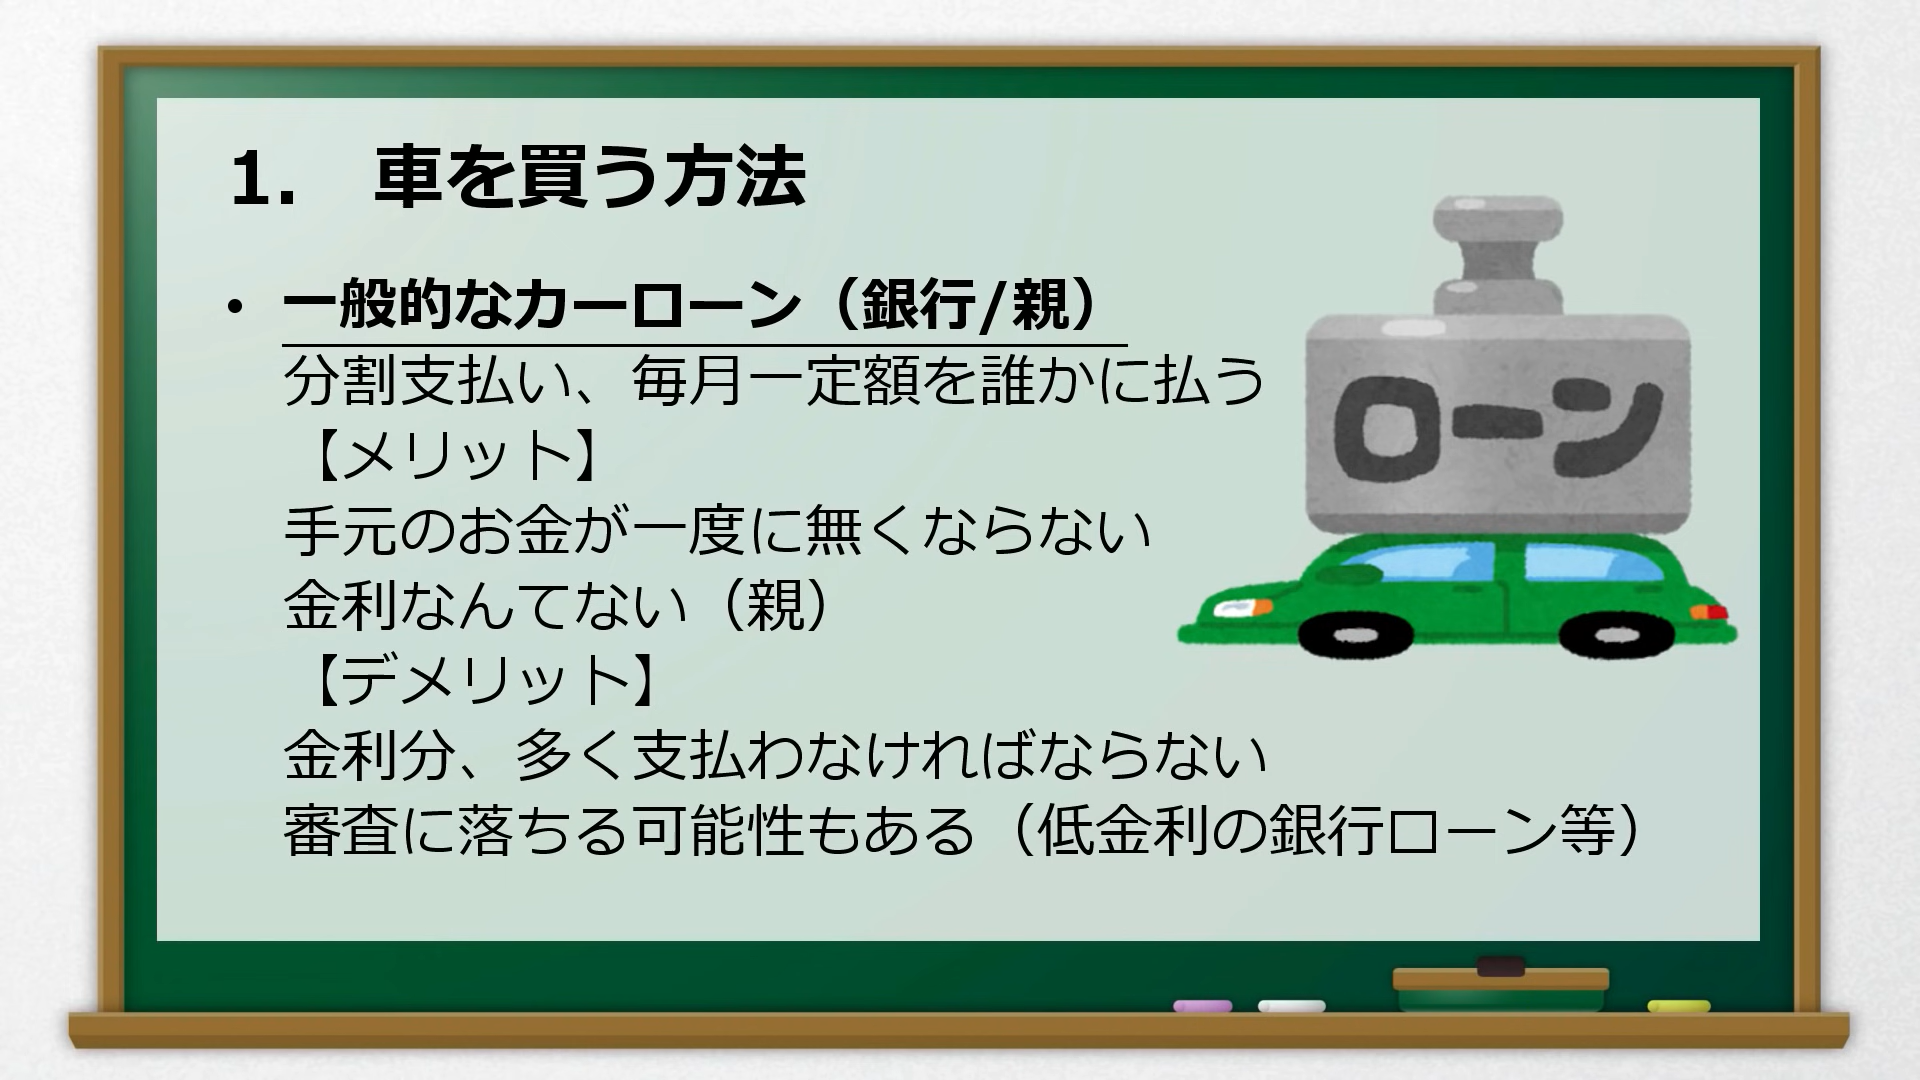 1.　車を買う方法
• 一般的なカーローン（銀行/親）
分割支払い、毎月一定額を誰かに払う
【メリット】
手元のお金が一度に無くならない
金利なんてない（親）
【デメリット】
金利分、多く支払わなければならない
審査に落ちる可能性もある（低金利の銀行ローン等）
ローン